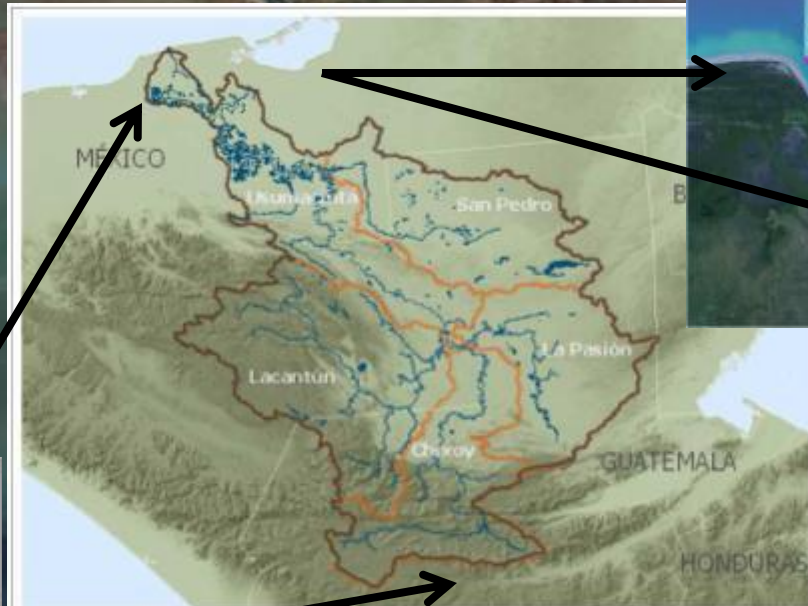 MÉXICO
Usumacinta
San Pedro
B
La Pasión
Lacantún
Chixoy
GUATEMALA
HONDURAS